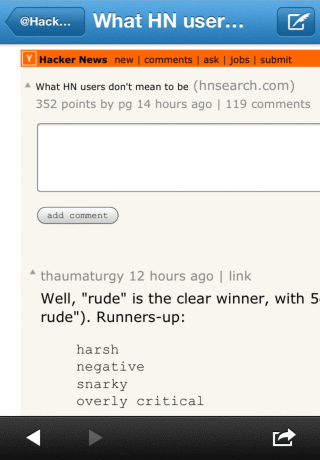 @Hack...
What HN user...
Y Hacker News new | comments | ask | jobs | submit
What HN users don't mean to be (hnsearch.com)
352 points by pg 14 hours ago | 119 comments
add comment
thaumaturgy 12 hours ago | link
Well, "rude" is the clear winner, with
rude"). Runners-up:
harsh
negative
snarky
overly critical